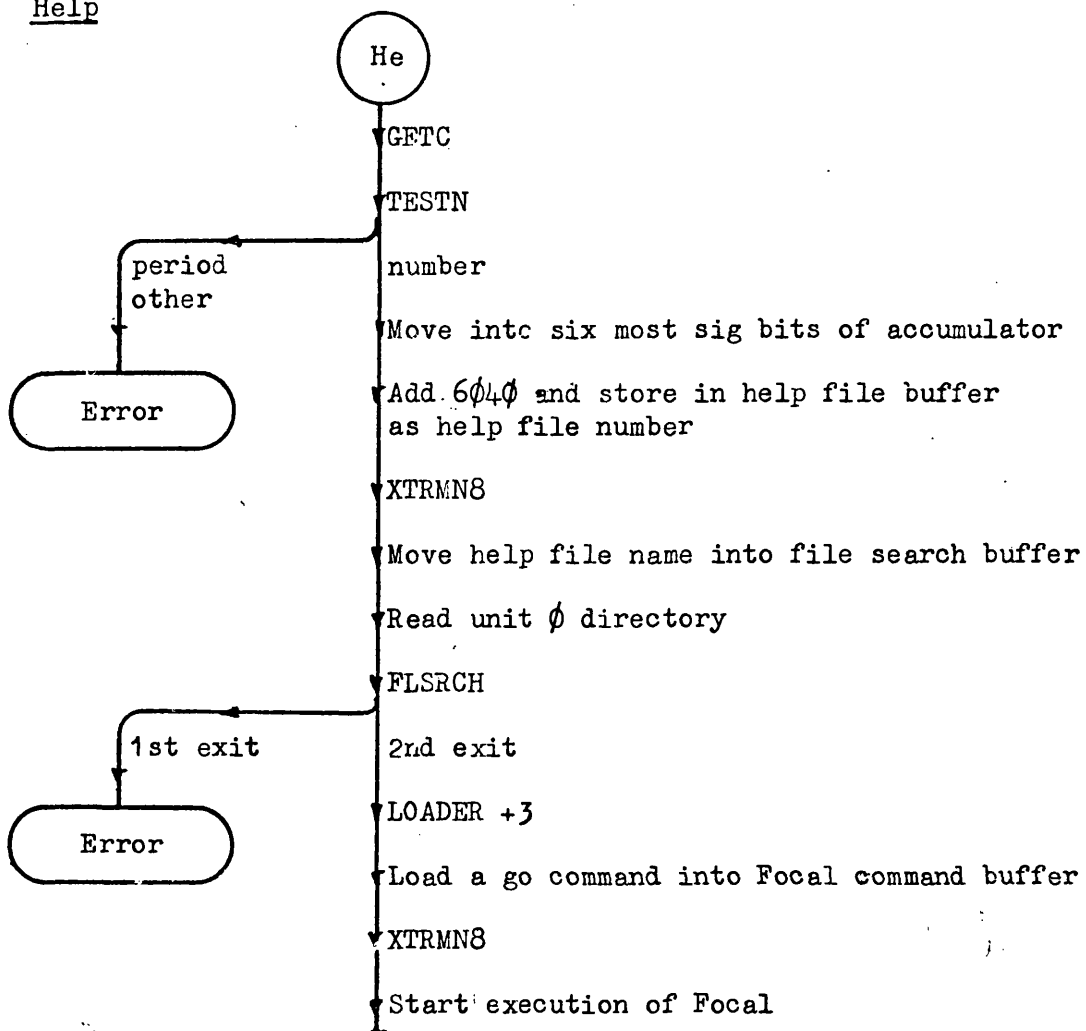 Help
He
GETC
TESTN
period
other
number
Move into six most sig bits of accumulator
Error
Add 6040 and store in help file buffer
as help file number
XTRMN8
Move help file name into file search buffer
Read unit 0 directory
FLSRCH
1st exit
2nd exit
LOADER +3
Error
Load a go command into Focal command buffer
XTRMN8
Start execution of Focal